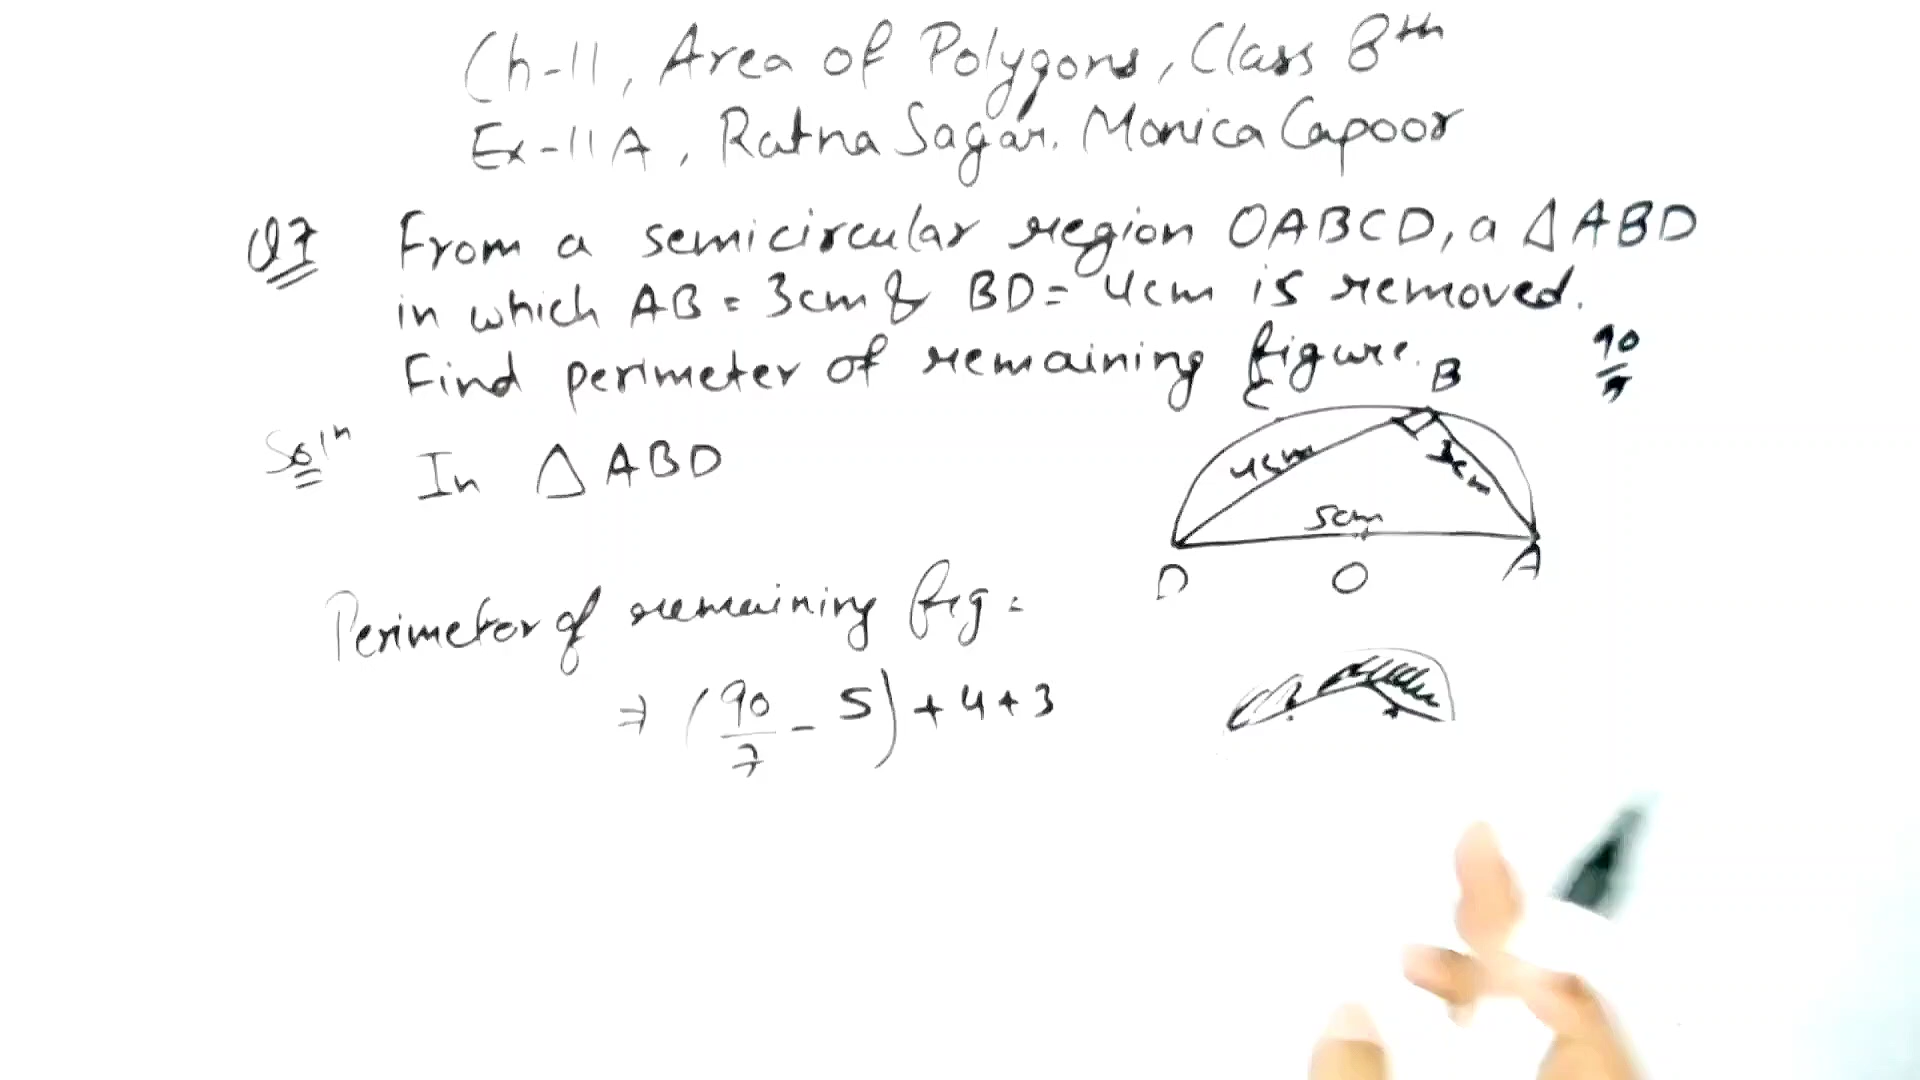 Ch-11, Area of Polygons, Class 8th
Ex-11A, Ratna Sagar. Monica Capoor
Q7 From a semicircular region OABCD, a △ABD
in which AB = 3cm & BD = 4cm is removed.
Find perimeter of remaining figure.
90
7
C
B
Soln In △ ABD
4cm
3cm
5cm
D
O
A
Perimeter of remaining fig =
⇒ (90/7 - 5) + 4 + 3